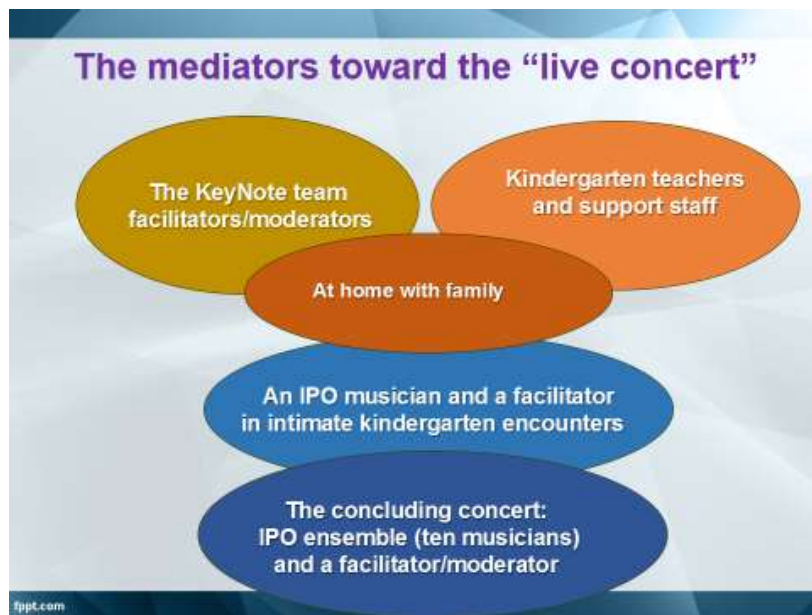 The mediators toward the “live concert”
The KeyNote team
facilitators/moderators
Kindergarten teachers
and support staff
At home with family
An IPO musician and a facilitator
in intimate kindergarten encounters
The concluding concert:
IPO ensemble (ten musicians)
and a facilitator/moderator
fppt.com